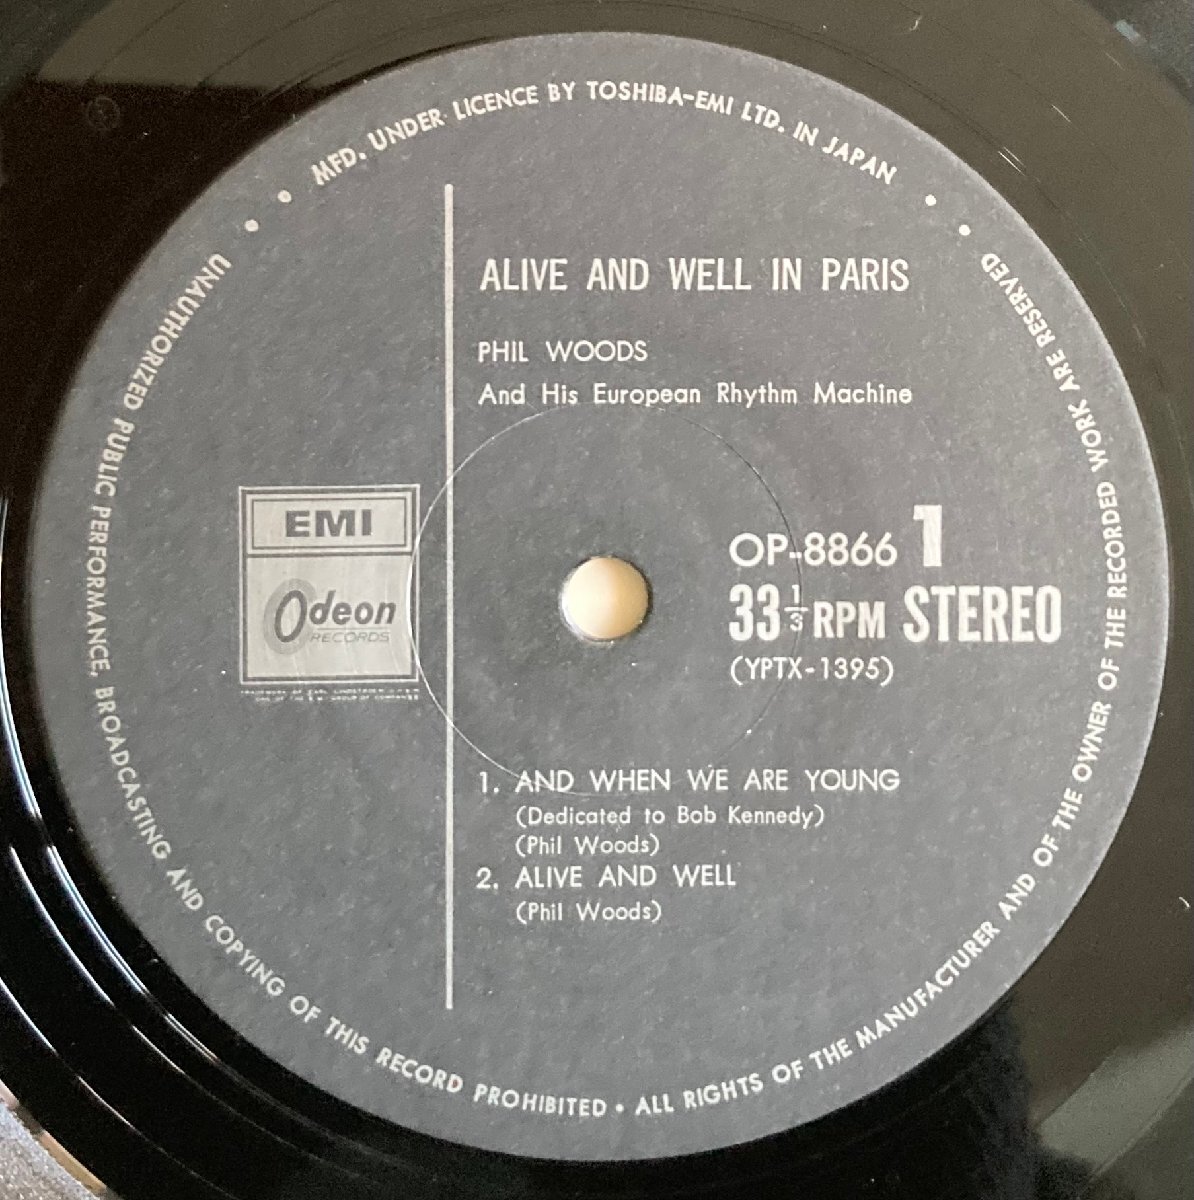 MFD. UNDER LICENCE BY TOSHIBA-EMI LTD. IN JAPAN
ALIVE AND WELL IN PARIS
PHIL WOODS
And His European Rhythm Machine
EMI
Odeon
RECORDS
OP-8866 1
33 1/3 RPM STEREO
(YPTX-1395)
1. AND WHEN WE ARE YOUNG
(Dedicated to Bob Kennedy)
(Phil Woods)
2. ALIVE AND WELL
(Phil Woods)
UNAUTHORIZED PUBLIC PERFORMANCE, BROADCASTING AND COPYING OF THIS RECORD PROHIBITED • ALL RIGHTS OF THE MANUFACTURER AND OF THE OWNER OF THE RECORDED WORK ARE RESERVED